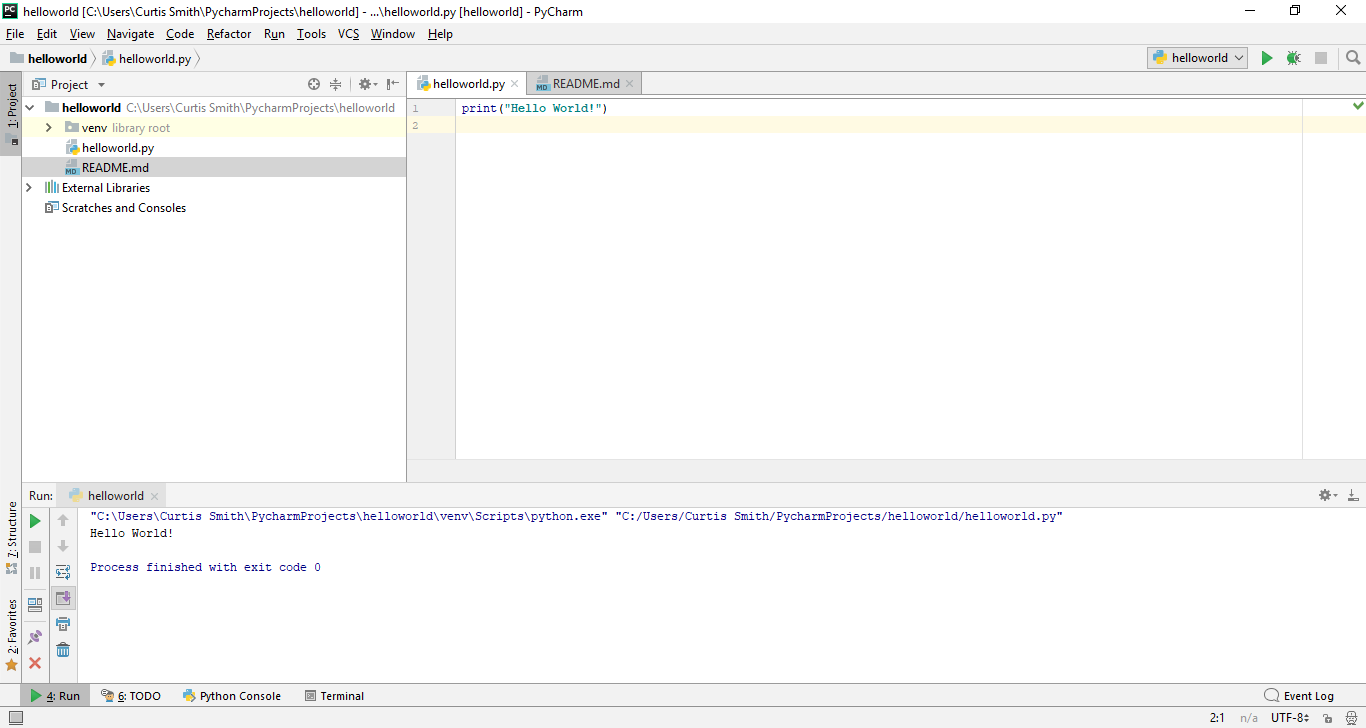 PC helloworld [C:\Users\Curtis Smith\PycharmProjects\helloworld] - ...\helloworld.py [helloworld] - PyCharm
File Edit View Navigate Code Refactor Run Tools VCS Window Help
helloworld helloworld.py helloworld
1: Project
Project
helloworld C:\Users\Curtis Smith\PycharmProjects\helloworld
venv library root
helloworld.py
MD README.md
External Libraries
Scratches and Consoles
helloworld.py MD README.md
1 print("Hello World!")
2
7: Structure
2: Favorites
Run: helloworld
"C:\Users\Curtis Smith\PycharmProjects\helloworld\venv\Scripts\python.exe" "C:/Users/Curtis Smith/PycharmProjects/helloworld/helloworld.py"
Hello World!
Process finished with exit code 0
4: Run 6: TODO Python Console Terminal Event Log
2:1 n/a UTF-8